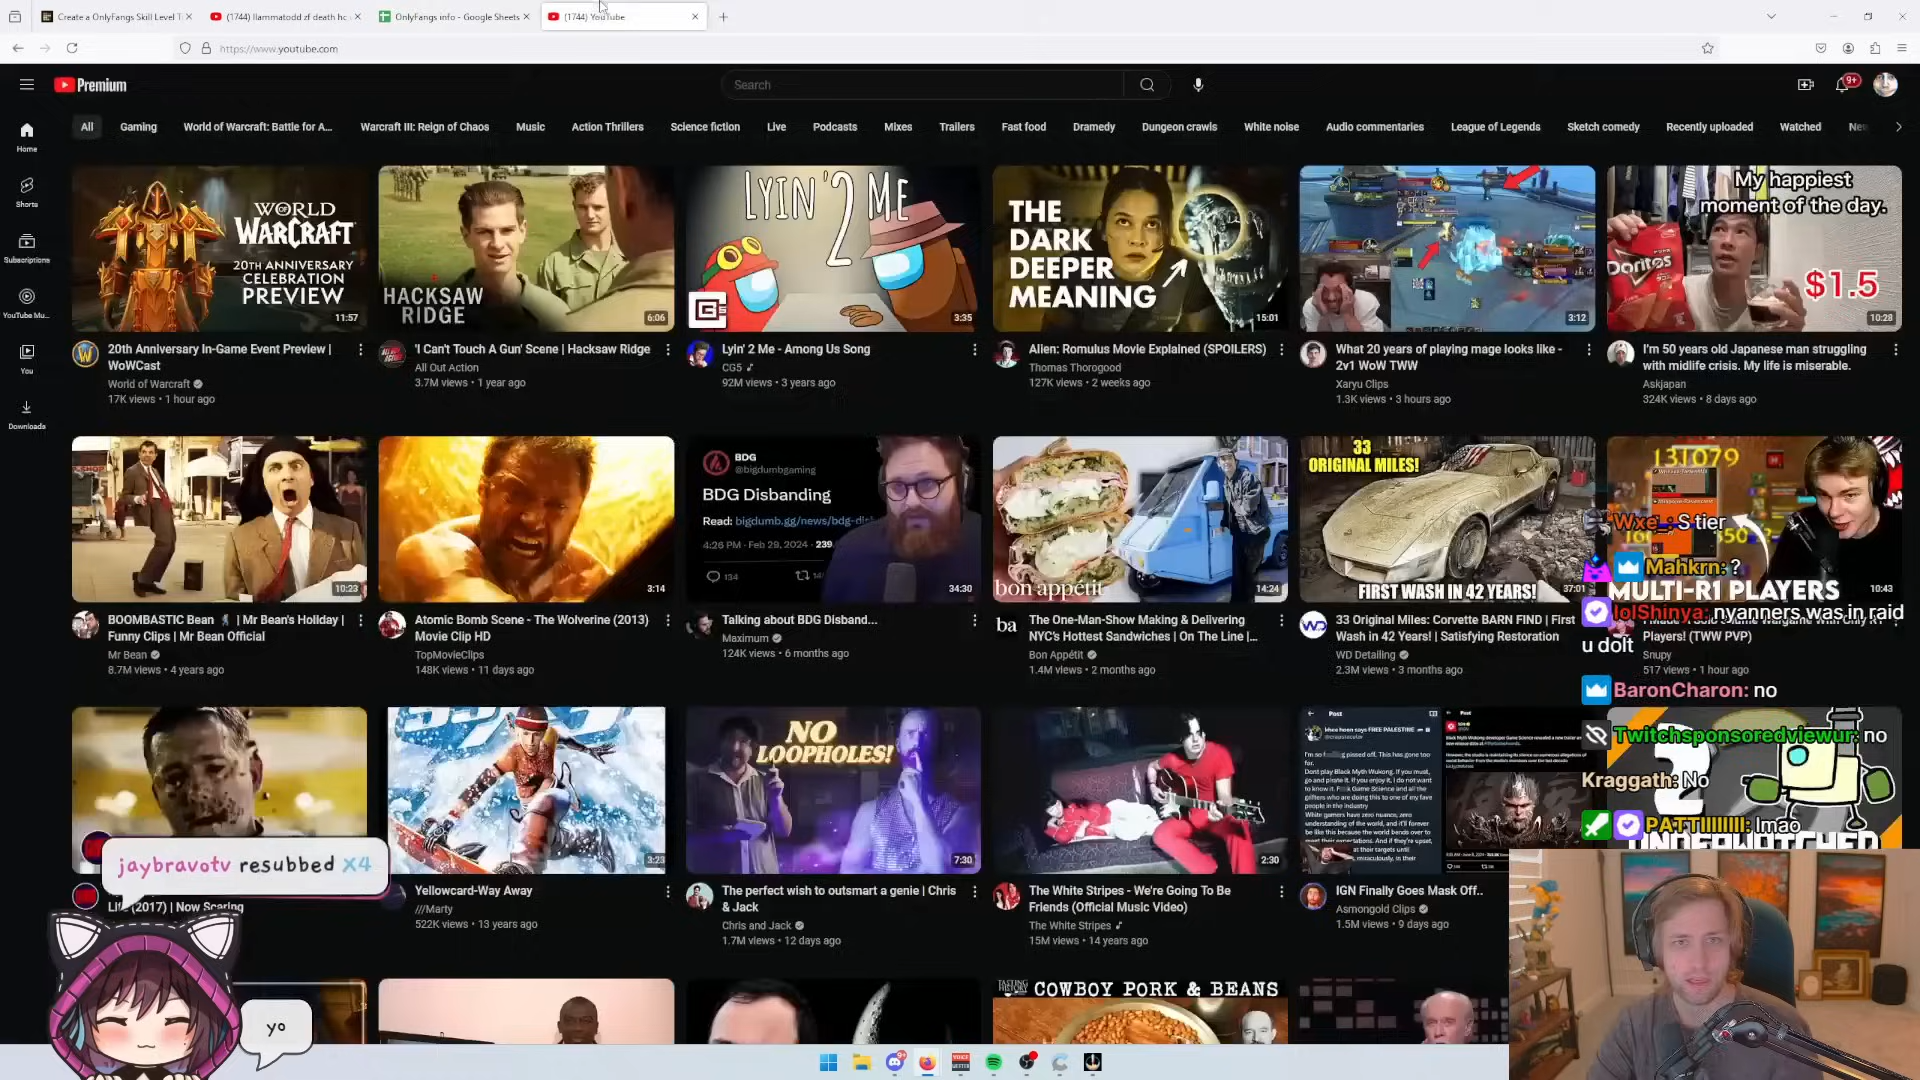 Create a OnlyFangs Skill Level T
(1744) llammatodd zf death hc
OnlyFangs info - Google Sheets
(1744) YouTube
https://www.youtube.com
Premium
Search
9+
All
Gaming
World of Warcraft: Battle for A...
Warcraft III: Reign of Chaos
Music
Action Thrillers
Science fiction
Live
Podcasts
Mixes
Trailers
Fast food
Dramedy
Dungeon crawls
White noise
Audio commentaries
League of Legends
Sketch comedy
Recently uploaded
Watched
Home
Shorts
Subscriptions
YouTube Mu...
You
Downloads
WORLD
WARCRAFT
20TH ANNIVERSARY
CELEBRATION
PREVIEW
11:57
HACKSAW
RIDGE
6:06
LYIN' 2 ME
3:35
THE
DARK
DEEPER
MEANING
15:01
3:12
My happiest
moment of the day.
Doritos
$1.5
10:28
20th Anniversary In-Game Event Preview |
WoWCast
World of Warcraft
17K views • 1 hour ago
'I Can't Touch A Gun' Scene | Hacksaw Ridge
All Out Action
3.7M views • 1 year ago
Lyin' 2 Me - Among Us Song
CG5
92M views • 3 years ago
Alien: Romulus Movie Explained (SPOILERS)
Thomas Thorogood
127K views • 2 weeks ago
What 20 years of playing mage looks like -
2v1 WoW TWW
Xaryu Clips
1.3K views • 3 hours ago
I'm 50 years old Japanese man struggling
with midlife crisis. My life is miserable.
Askjapan
324K views • 8 days ago
10:23
3:14
BDG
@bigdumbgaming
BDG Disbanding
Read: bigdumb.gg/news/bdg-dis
4:26 PM · Feb 29, 2024 · 239
134
34:30
bon appétit
14:24
33
ORIGINAL MILES!
FIRST WASH IN 42 YEARS!
37:01
131079
MULTI-R1 PLAYERS
10:43
Wxe_: S tier
Mahkrn: ?
lolShinya: nyanners was in raid
u dolt
BaronCharon: no
Twitchsponsoredviewur: no
Kraggath: No
PATTIIIIIIII: lmao
BOOMBASTIC Bean | Mr Bean's Holiday |
Funny Clips | Mr Bean Official
Mr Bean
8.7M views • 4 years ago
Atomic Bomb Scene - The Wolverine (2013)
Movie Clip HD
TopMovieClips
148K views • 11 days ago
Talking about BDG Disband...
Maximum
124K views • 6 months ago
ba
The One-Man-Show Making & Delivering
NYC's Hottest Sandwiches | On The Line |...
Bon Appétit
1.4M views • 2 months ago
WD
33 Original Miles: Corvette BARN FIND | First
Wash in 42 Years! | Satisfying Restoration
WD Detailing
2.3M views • 3 months ago
Players! (TWW PVP)
Snupy
517 views • 1 hour ago
3:23
NO
LOOPHOLES!
7:30
2:30
Post
UNDERWATCHED
jaybravotv resubbed X4
Life (2017) | Now Scaring
Yellowcard-Way Away
///Marty
522K views • 13 years ago
The perfect wish to outsmart a genie | Chris
& Jack
Chris and Jack
1.7M views • 12 days ago
The White Stripes - We're Going To Be
Friends (Official Music Video)
The White Stripes
15M views • 14 years ago
IGN Finally Goes Mask Off..
Asmongold Clips
1.5M views • 9 days ago
yo
COWBOY PORK & BEANS